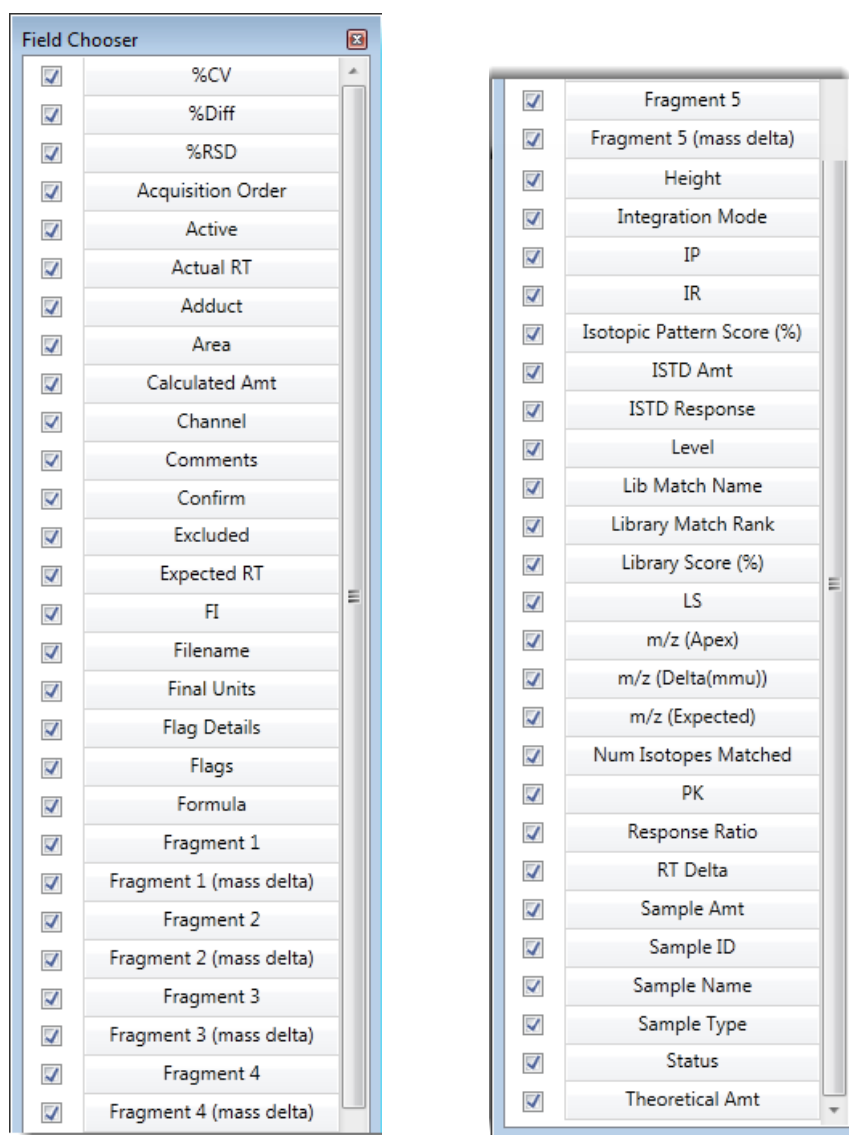 Field Chooser
%CV
%Diff
%RSD
Acquisition Order
Active
Actual RT
Adduct
Area
Calculated Amt
Channel
Comments
Confirm
Excluded
Expected RT
FI
Filename
Final Units
Flag Details
Flags
Formula
Fragment 1
Fragment 1 (mass delta)
Fragment 2
Fragment 2 (mass delta)
Fragment 3
Fragment 3 (mass delta)
Fragment 4
Fragment 4 (mass delta)
Fragment 5
Fragment 5 (mass delta)
Height
Integration Mode
IP
IR
Isotopic Pattern Score (%)
ISTD Amt
ISTD Response
Level
Lib Match Name
Library Match Rank
Library Score (%)
LS
m/z (Apex)
m/z (Delta(mmu))
m/z (Expected)
Num Isotopes Matched
PK
Response Ratio
RT Delta
Sample Amt
Sample ID
Sample Name
Sample Type
Status
Theoretical Amt